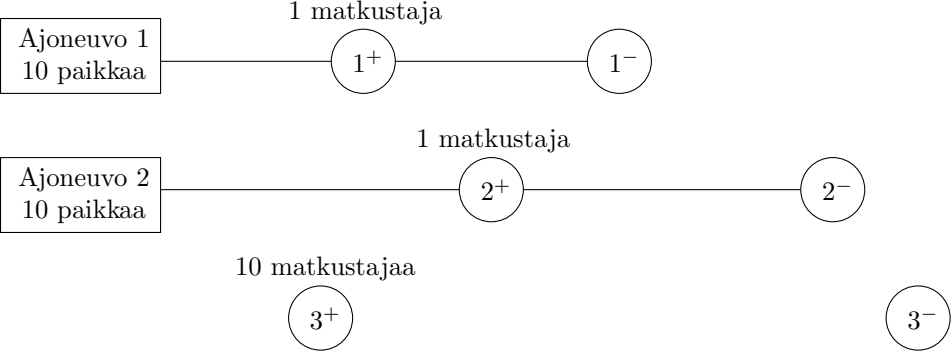 1 matkustaja
Ajoneuvo 1
10 paikkaa
1⁺
1⁻
1 matkustaja
Ajoneuvo 2
10 paikkaa
2⁺
2⁻
10 matkustajaa
3⁺
3⁻